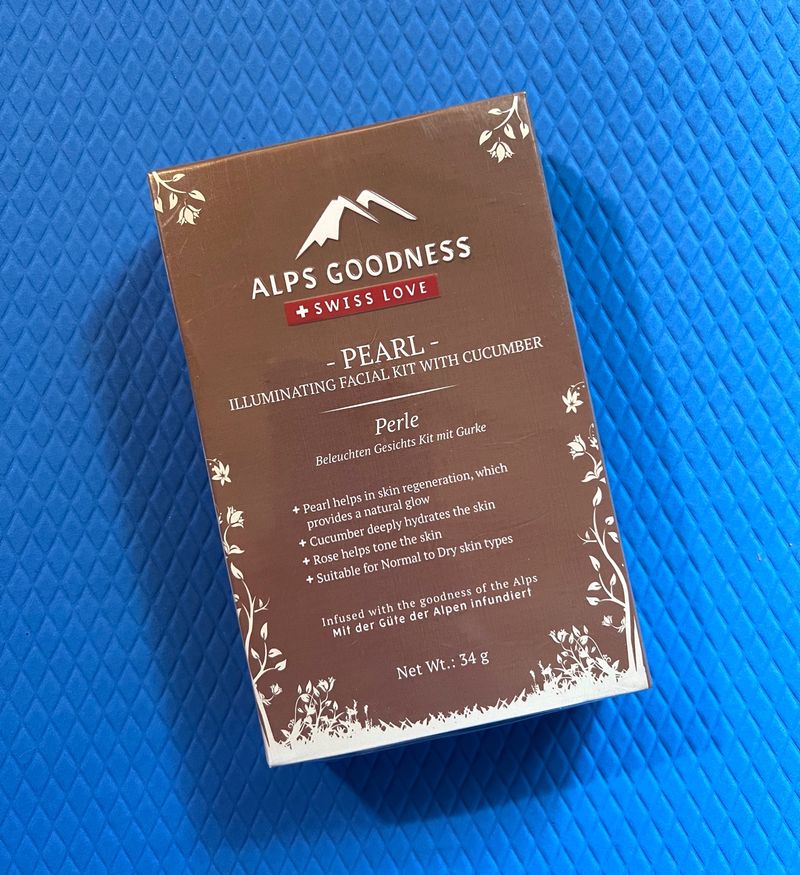 ALPS GOODNESS
SWISS LOVE
- PEARL -
ILLUMINATING FACIAL KIT WITH CUCUMBER
Perle
Beleuchten Gesichts Kit mit Gurke
+ Pearl helps in skin regeneration, which
provides a natural glow
+ Cucumber deeply hydrates the skin
+ Rose helps tone the skin
+ Suitable for Normal to Dry skin types
Infused with the goodness of the Alps
Mit der Güte der Alpen infundiert
Net Wt.: 34 g